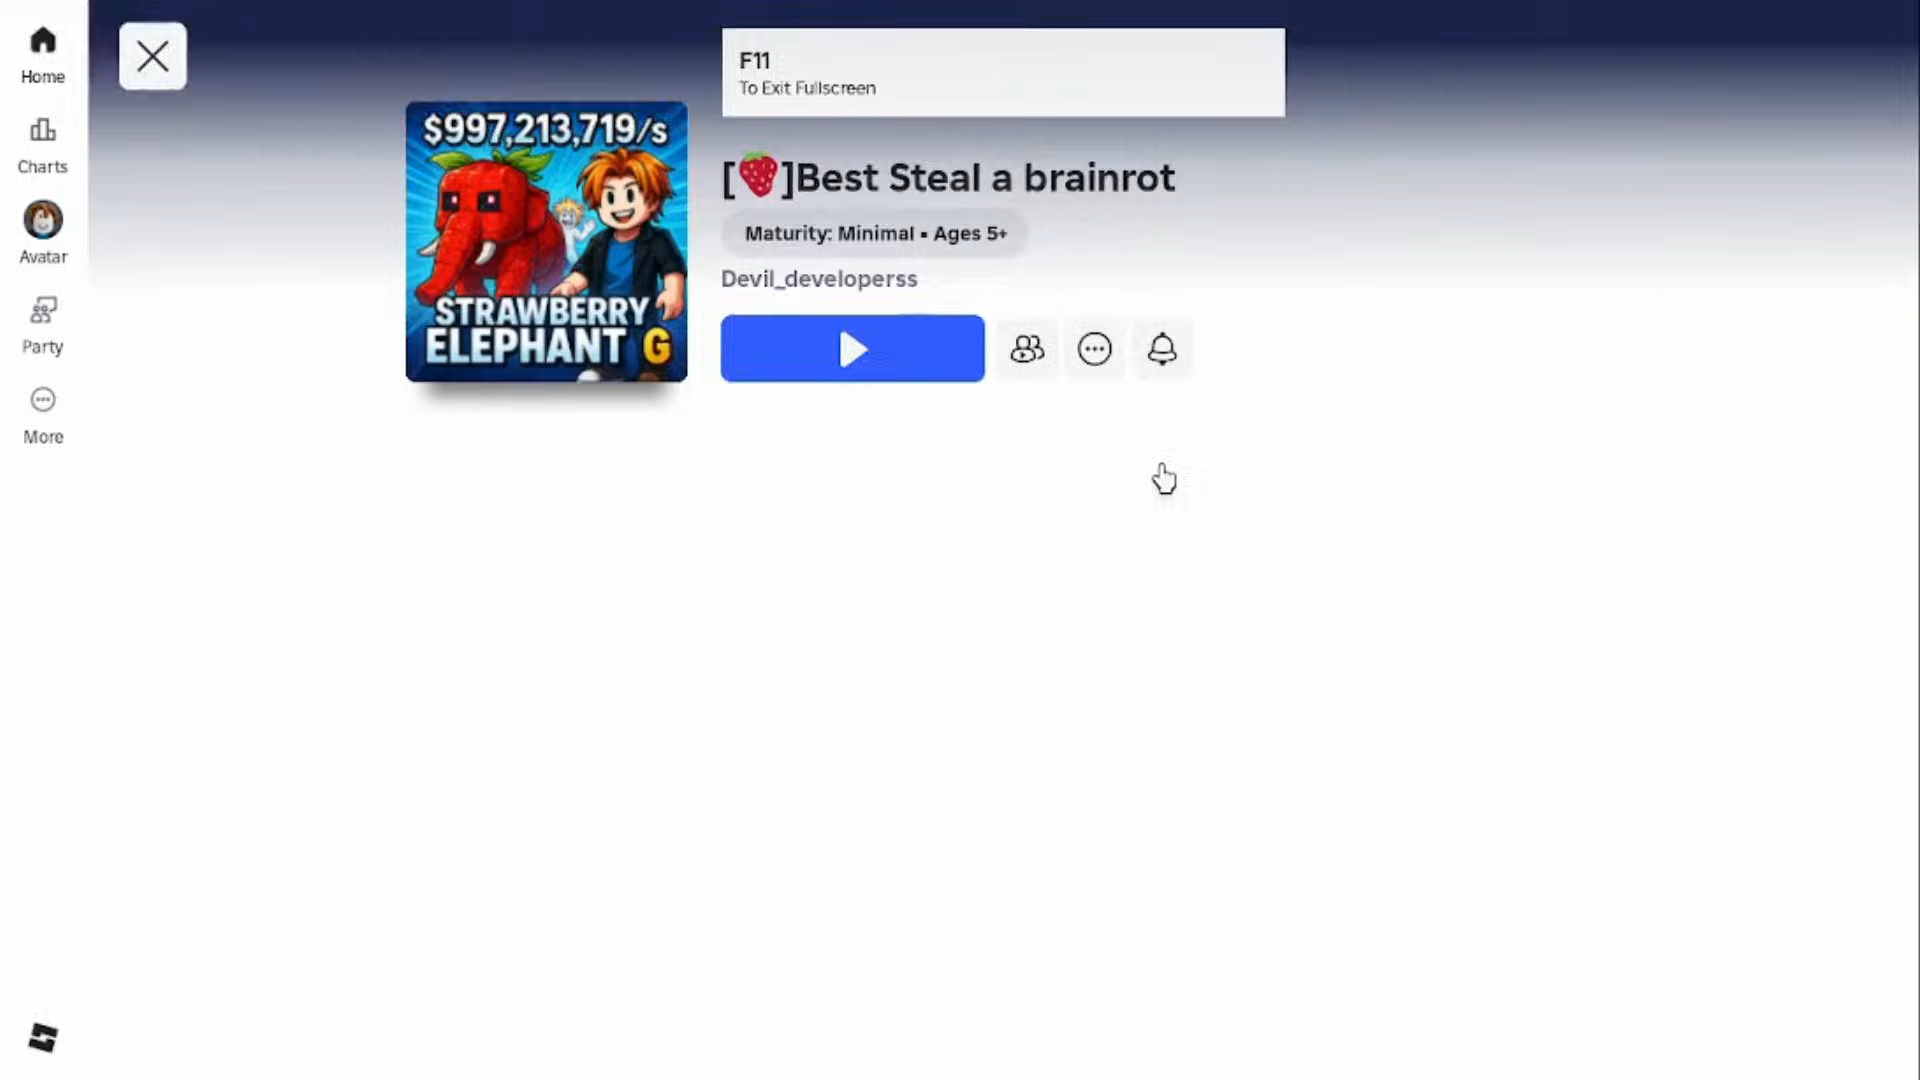 Home
Charts
Avatar
Party
More
F11
To Exit Fullscreen
$997,213,719/s
STRAWBERRY
ELEPHANT G
[🍓]Best Steal a brainrot
Maturity: Minimal • Ages 5+
Devil_developerss